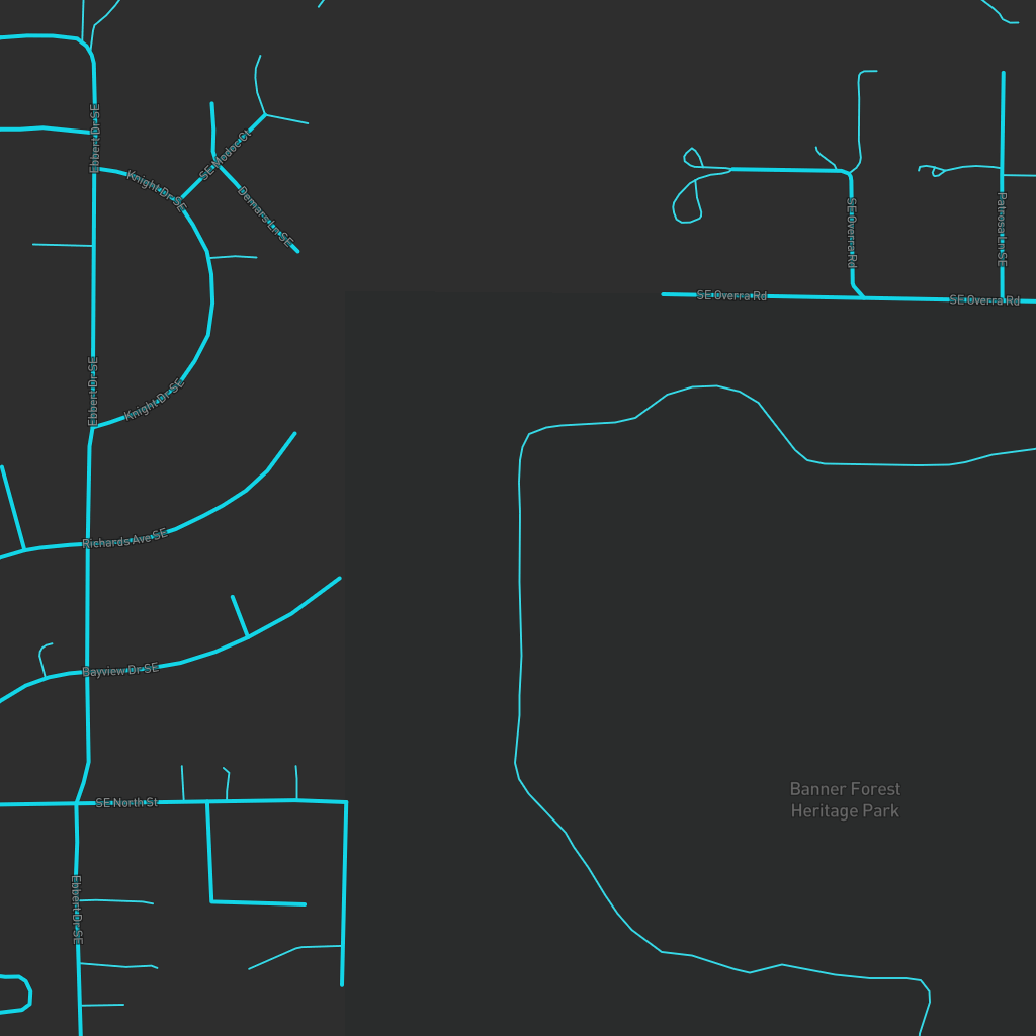 Ebbert Dr SE
Knight Dr SE
SE Modoc Ct
Demars Ln SE
SE Overra Rd
Patrosa Ln SE
SE Overra Rd
SE Overra Rd
Ebbert Dr SE
Knight Dr SE
Richards Ave SE
Bayview Dr SE
SE North St
Banner Forest
Heritage Park
Ebbert Dr SE